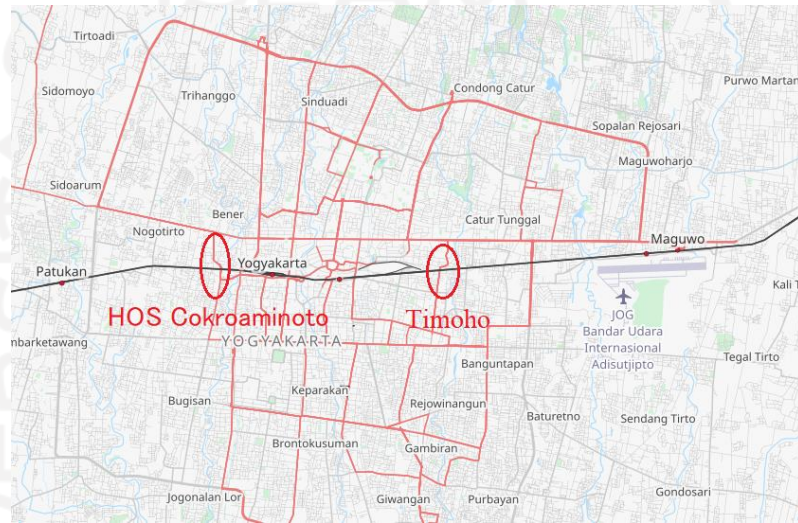 Tirtoadi
Sidomoyo
Trihanggo
Sinduadi
Condong Catur
Purwo Martan
Sopalan Rejosari
Maguwoharjo
Sidoarum
Bener
Nogotirto
Catur Tunggal
Patukan
Yogyakarta
Maguwo
HOS Cokroaminoto
Timoho
JOG
Bandar Udara
Internasional
Adisutjipto
Kali T
mbarketawang
YOGYAKARTA
Banguntapan
Tegal Tirto
Keparakan
Bugisan
Rejowinangun
Baturetno
Sendang Tirto
Brontokusuman
Gambiran
Jogonalan Lor
Giwangan
Purbayan
Gondosari